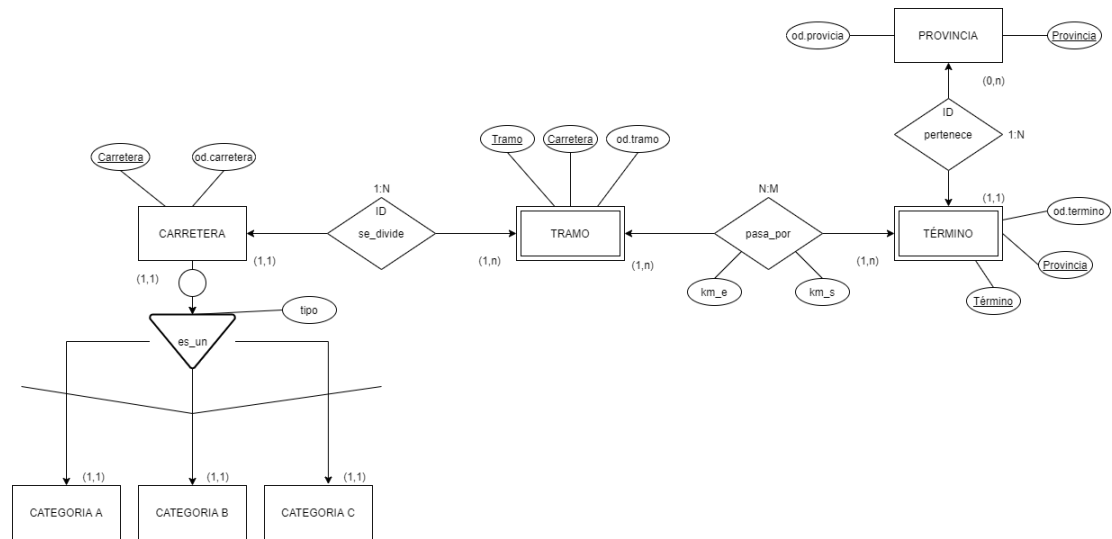 od.provicia
PROVINCIA
Provincia
(0,n)
ID
pertenece
1:N
(1,1)
Carretera
od.carretera
CARRETERA
(1,1)
(1,1)
1:N
ID
se_divide
(1,n)
Tramo
Carretera
od.tramo
TRAMO
(1,n)
N:M
pasa_por
km_e
km_s
(1,n)
TÉRMINO
od.termino
Provincia
Término
tipo
es_un
(1,1)
(1,1)
(1,1)
CATEGORIA A
CATEGORIA B
CATEGORIA C